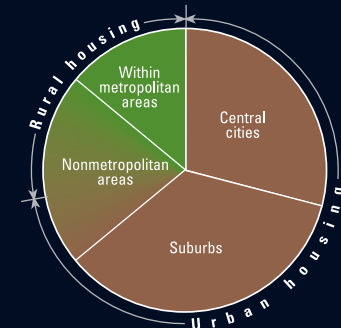 Rural housing
Within
metropolitan
areas
Central
cities
Nonmetropolitan
areas
Suburbs
Urban housing